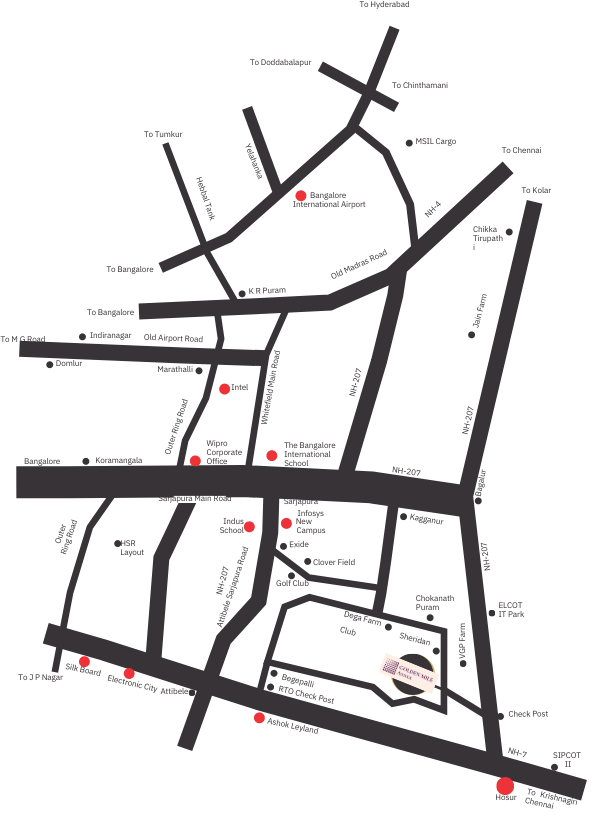 To Hyderabad
To Doddabalapur
To Chinthamani
To Tumkur
Yelahanka
MSIL Cargo
To Chennai
Hebbal Tank
Bangalore
International Airport
NH-4
To Kolar
Chikka
Tirupath
i
To Bangalore
Old Madras Road
K R Puram
To Bangalore
Jain Farm
To M G Road
Indiranagar
Old Airport Road
Domlur
Marathalli
Intel
Whitefield Main Road
NH-207
Outer Ring Road
NH-207
Wipro
Corporate
Office
The Bangalore
International
School
Bangalore
Koramangala
NH-207
Bagalur
Sarjapura Main Road
Sarjapura
Infosys
New
Campus
Indus
School
Kagganur
Outer
Ring Road
HSR
Layout
Exide
Clover Field
Golf Club
NH-207
Attibele Sarjapura Road
NH-207
Chokanath
Puram
ELCOT
IT Park
Dega Farm
Club
Sheridan
VGP Farm
GOLDEN MILE
Silk Board
To J P Nagar
Electronic City
Attibele
Begepalli
RTO Check Post
Check Post
Ashok Leyland
NH-7
SIPCOT
II
Hosur
To Krishnagiri
Chennai